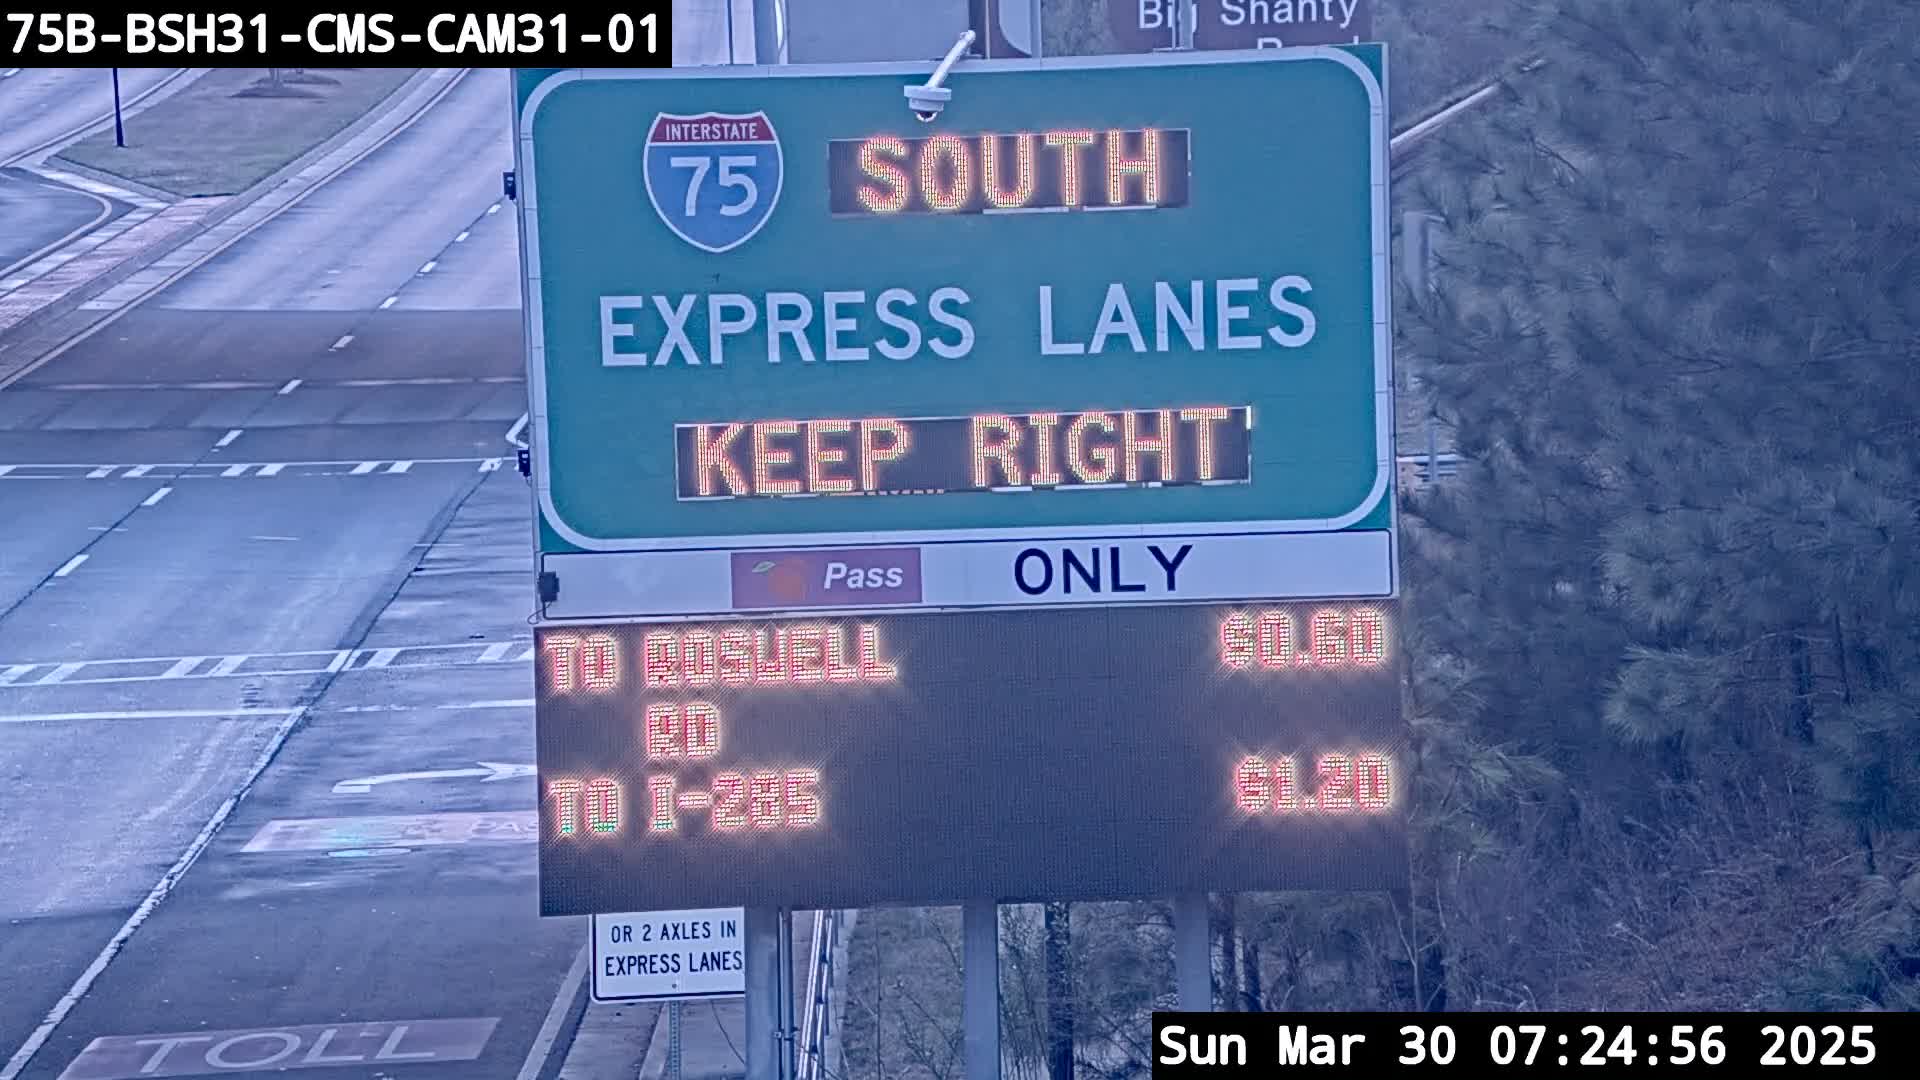 75B-BSH31-CMS-CAM31-01
Big Shanty
INTERSTATE
75
SOUTH
EXPRESS LANES
KEEP RIGHT
Pass
ONLY
TO ROSWELL $0.60
RD
TO I-285 $1.20
OR 2 AXLES IN
EXPRESS LANES
TOLL
Sun Mar 30 07:24:56 2025